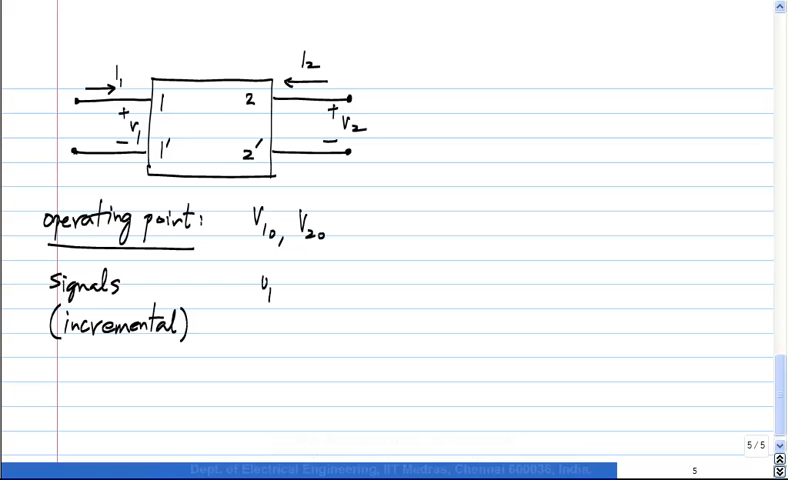 I₁ I₂
1 2
+ V₁ − + V₂ −
1' 2'
operating point: V₁₀, V₂₀
Signals v₁
(incremental)
5/5
Dept. of Electrical Engineering, IIT Madras, Chennai 600036, India.
5